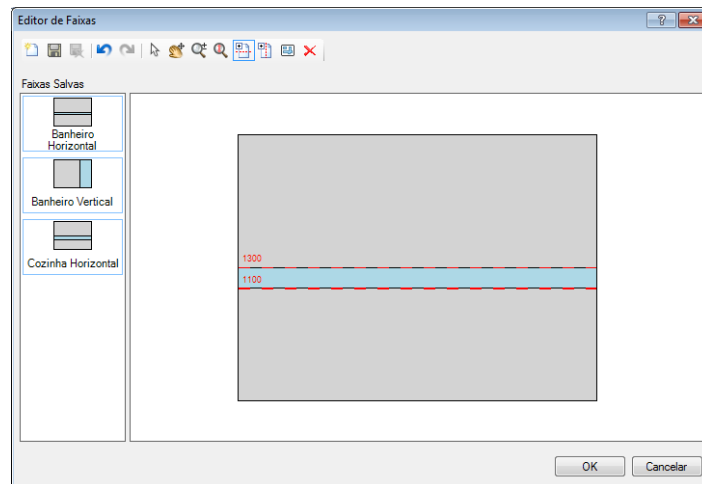 Editor de Faixas
Faixas Salvas
Banheiro
Horizontal
Banheiro Vertical
Cozinha Horizontal
1300
1100
OK
Cancelar